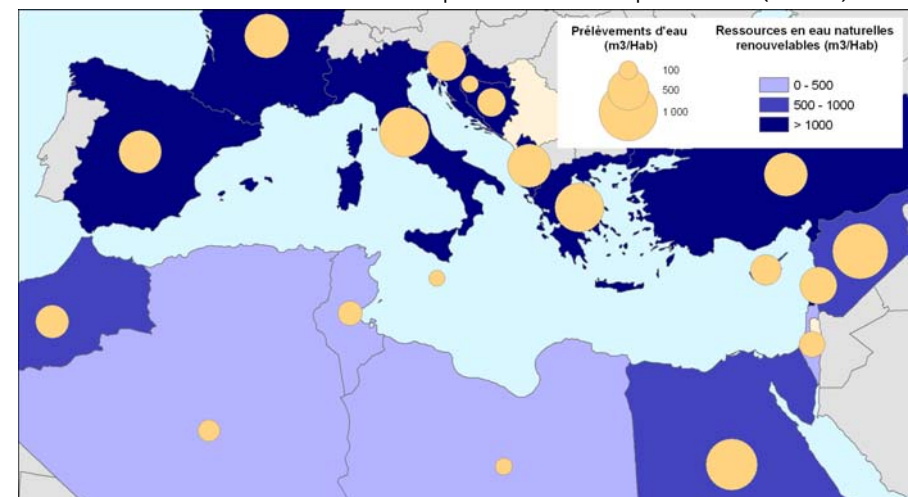 Prélèvements d'eau
(m3/Hab)
100
500
1 000
Ressources en eau naturelles
renouvelables (m3/Hab)
0 - 500
500 - 1000
> 1000